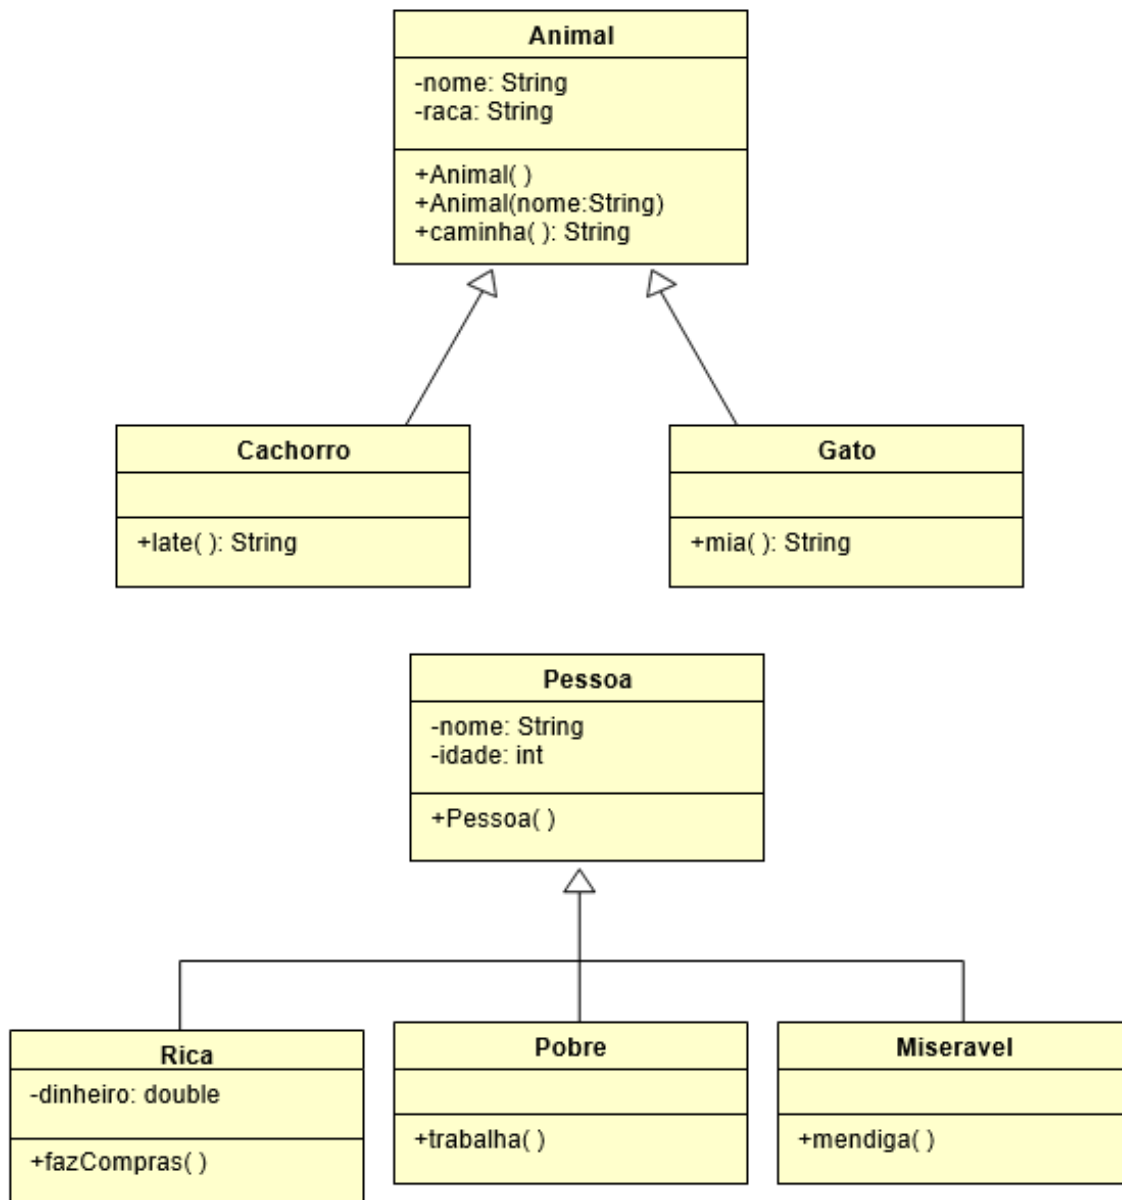 Animal
-nome: String
-raca: String
+Animal( )
+Animal(nome:String)
+caminha( ): String
Cachorro
+late( ): String
Gato
+mia( ): String
Pessoa
-nome: String
-idade: int
+Pessoa( )
Rica
-dinheiro: double
+fazCompras( )
Pobre
+trabalha( )
Miseravel
+mendiga( )